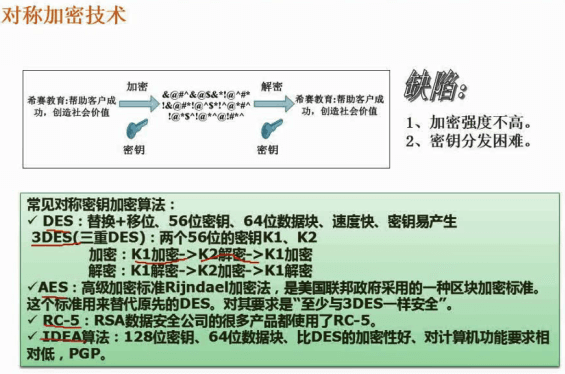 对称加密技术
加密
解密
希赛教育:帮助客户成
功，创造社会价值
&@#^&@$&*!@^#*
!&@#*!@^$*!^@*#^
!@*$^!@*^@!#*^
希赛教育:帮助客户成
功，创造社会价值
密钥
密钥
缺陷：
1、加密强度不高。
2、密钥分发困难。
常见对称密钥加密算法：
✓ DES：替换+移位、56位密钥、64位数据块、速度快、密钥易产生
3DES(三重DES)：两个56位的密钥K1、K2
加密：K1加密->K2解密->K1加密
解密：K1解密->K2加密->K1解密
✓AES：高级加密标准Rijndael加密法，是美国联邦政府采用的一种区块加密标准。
这个标准用来替代原先的DES。对其要求是“至少与3DES一样安全”。
✓ RC-5：RSA数据安全公司的很多产品都使用了RC-5。
✓ IDEA算法：128位密钥、64位数据块、比DES的加密性好、对计算机功能要求相
对低，PGP。